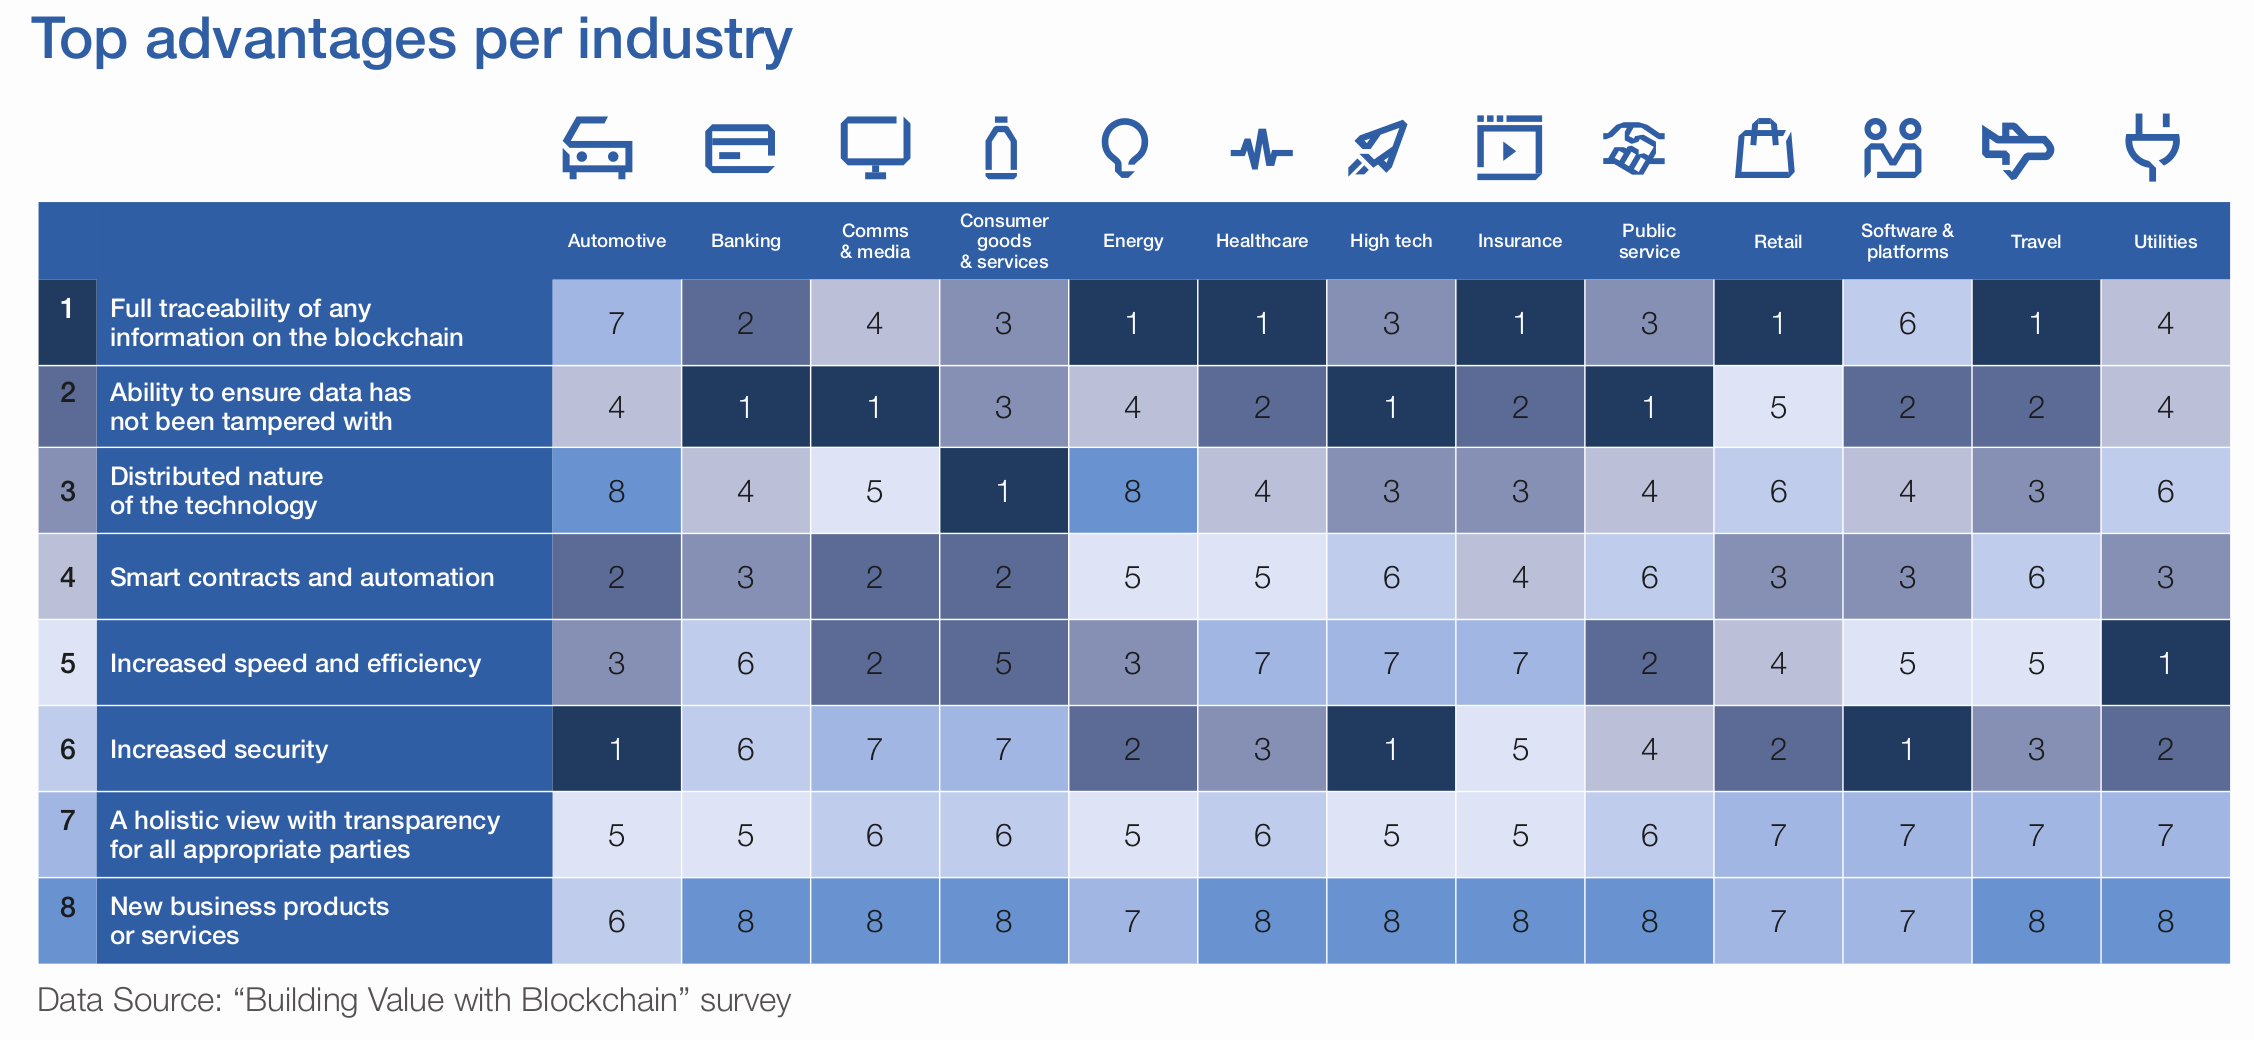 Top advantages per industry
Automotive
Banking
Comms
& media
Consumer
goods
& services
Energy
Healthcare
High tech
Insurance
Public
service
Retail
Software &
platforms
Travel
Utilities
1
Full traceability of any
information on the blockchain
7 2 4 3 1 1 3 1 3 1 6 1 4
2
Ability to ensure data has
not been tampered with
4 1 1 3 4 2 1 2 1 5 2 2 4
3
Distributed nature
of the technology
8 4 5 1 8 4 3 3 4 6 4 3 6
4
Smart contracts and automation
2 3 2 2 5 5 6 4 6 3 3 6 3
5
Increased speed and efficiency
3 6 2 5 3 7 7 7 2 4 5 5 1
6
Increased security
1 6 7 7 2 3 1 5 4 2 1 3 2
7
A holistic view with transparency
for all appropriate parties
5 5 6 6 5 6 5 5 6 7 7 7 7
8
New business products
or services
6 8 8 8 7 8 8 8 8 7 7 8 8
Data Source: “Building Value with Blockchain” survey